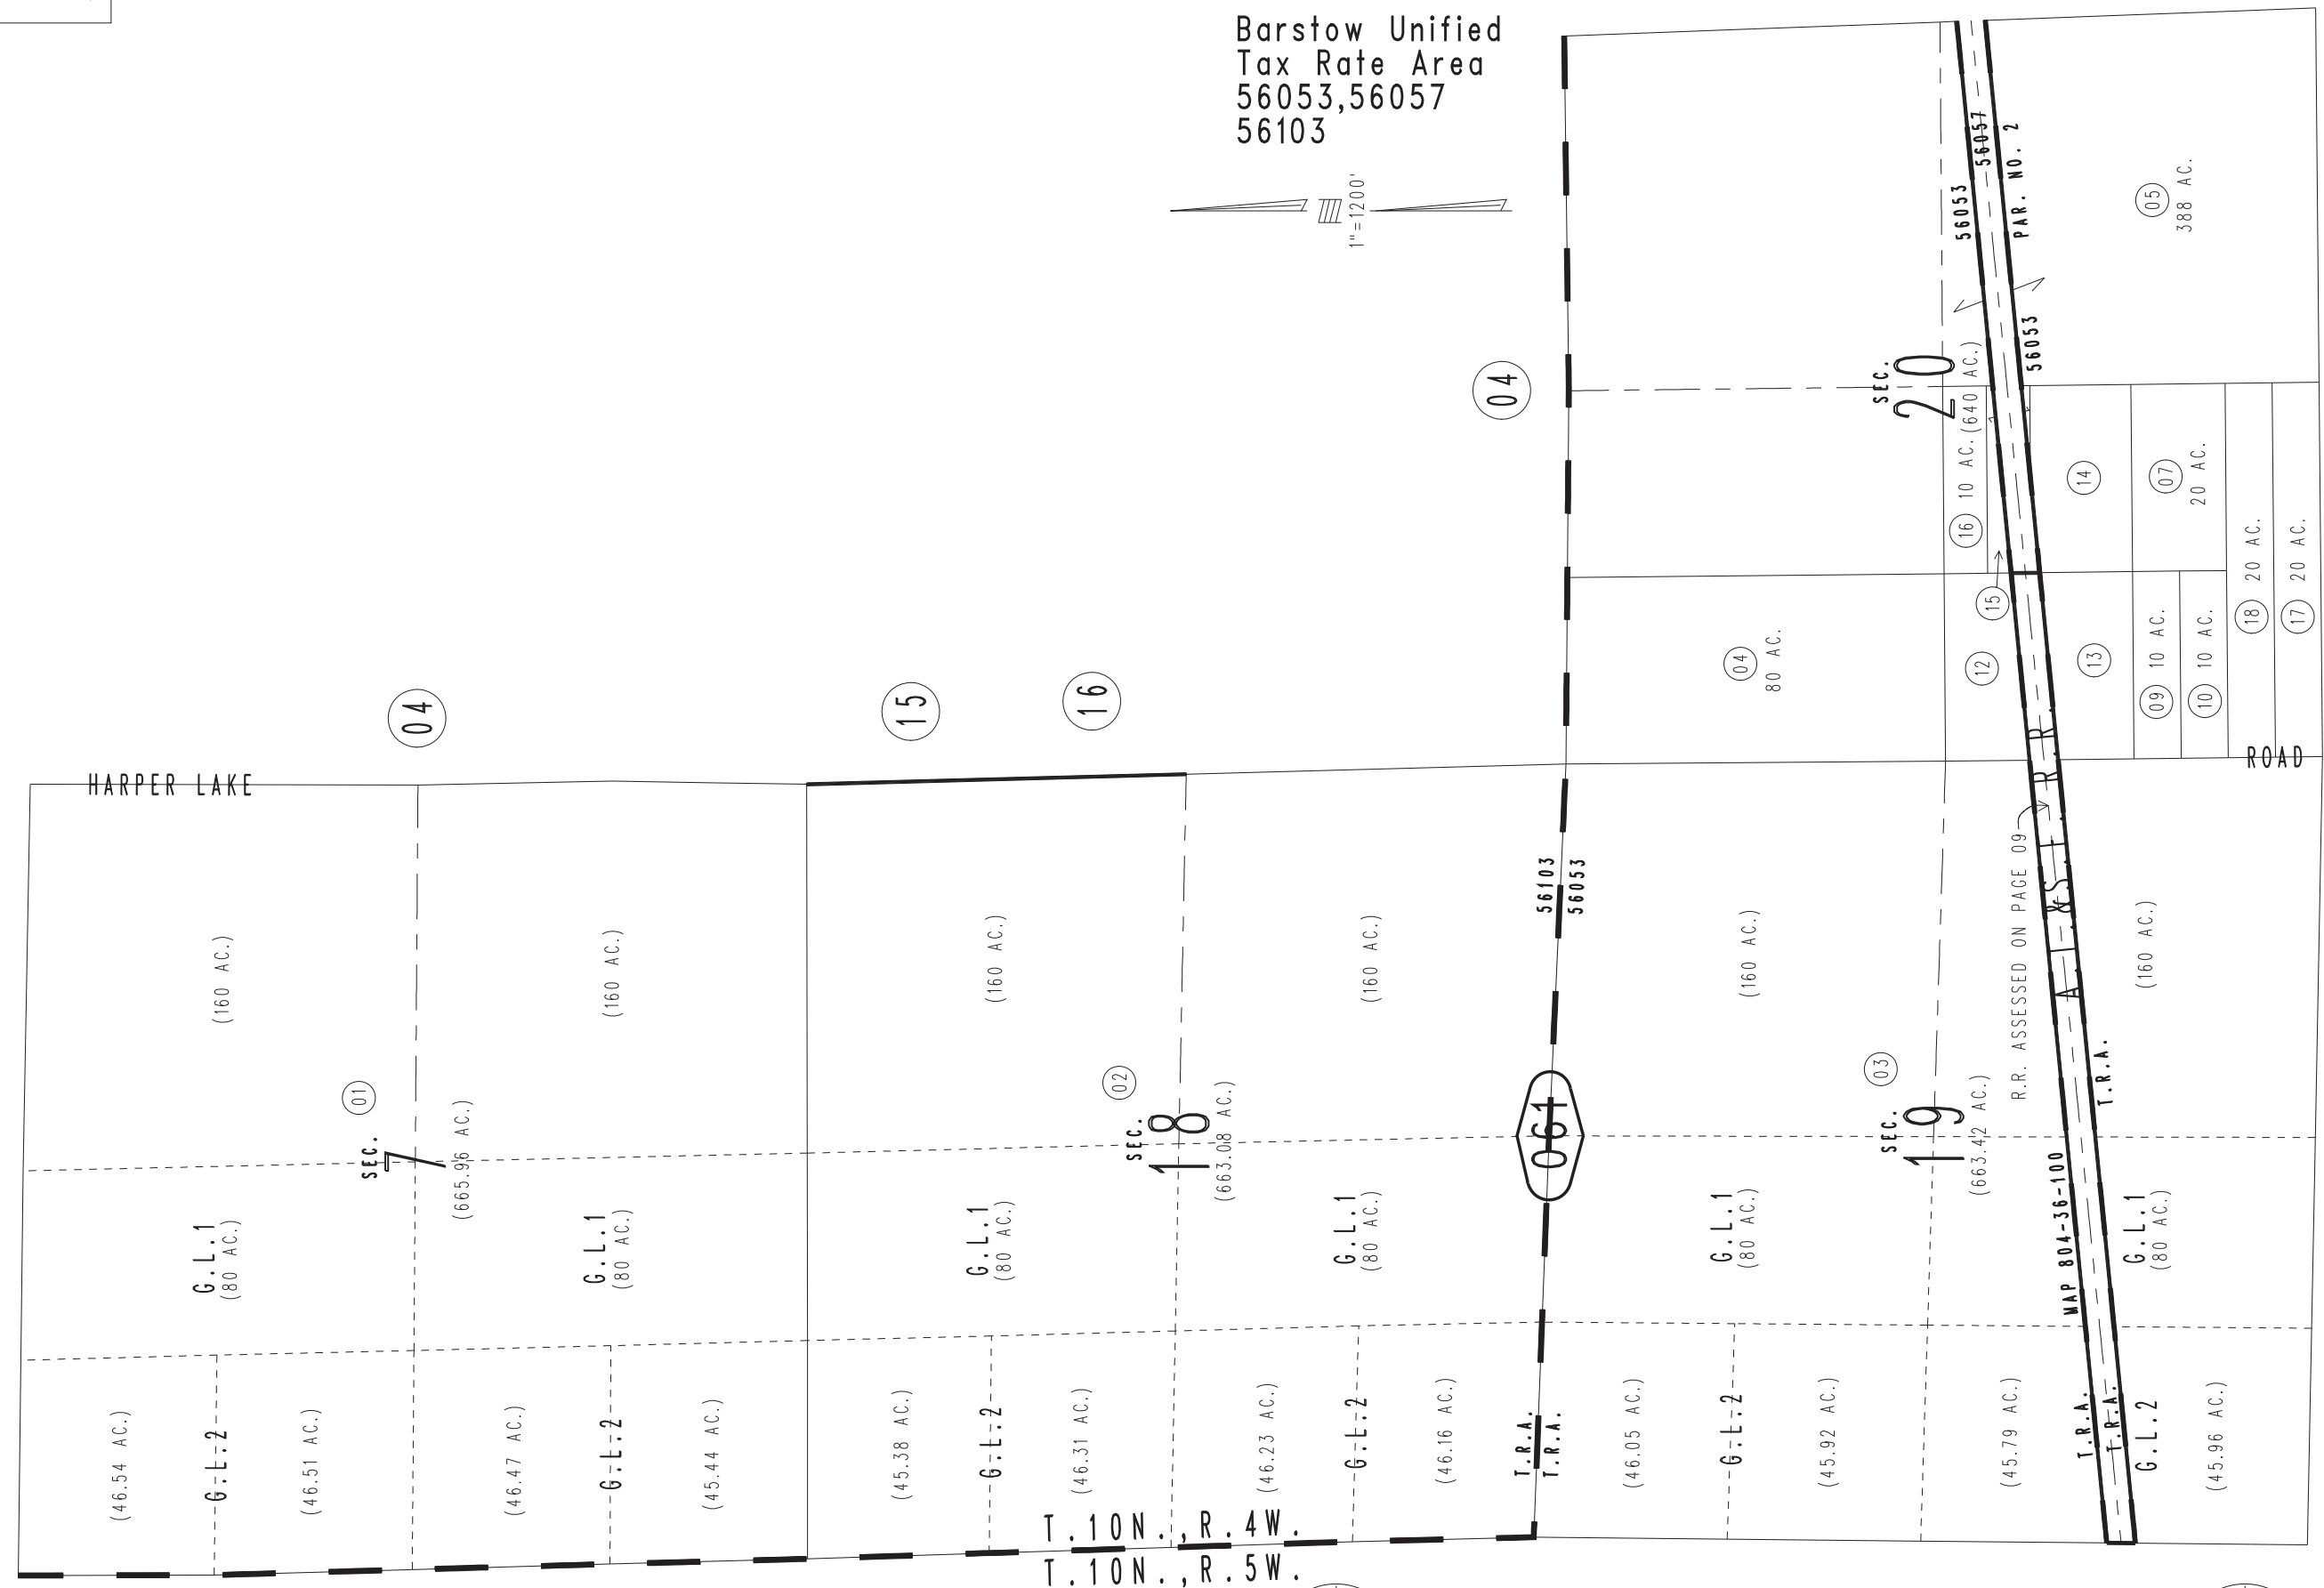 Barstow Unified
Tax Rate Area
56053,56057
56103
1"=1200'
04
04
15
16
HARPER LAKE
ROAD
SEC.
20
(640 AC.)
56053
56057
PAR. NO. 2
56053
05
388 AC.
16 10 AC.
15
14
07
20 AC.
18 20 AC.
17 20 AC.
04
80 AC.
12
13
09 10 AC.
10 10 AC.
56103
56053
R.R. ASSESSED ON PAGE 09
A.T.&S.F. R.R.
(160 AC.)
(160 AC.)
(160 AC.)
(160 AC.)
(160 AC.)
(160 AC.)
01
SEC.
7
(665.96 AC.)
02
SEC.
18
(663.08 AC.)
061
03
SEC.
19
(663.42 AC.)
T.R.A.
MAP 804-36-100
G.L.1
(80 AC.)
G.L.1
(80 AC.)
G.L.1
(80 AC.)
G.L.1
(80 AC.)
G.L.1
(80 AC.)
G.L.1
(80 AC.)
(46.54 AC.)
G.L.2
(46.51 AC.)
(46.47 AC.)
G.L.2
(45.44 AC.)
(45.38 AC.)
G.L.2
(46.31 AC.)
(46.23 AC.)
G.L.2
(46.16 AC.)
T.R.A.
T.R.A.
(46.05 AC.)
G.L.2
(45.92 AC.)
(45.79 AC.)
T.R.A.
T.R.A.
G.L.2
(45.96 AC.)
T.10N.,R.4W.
T.10N.,R.5W.